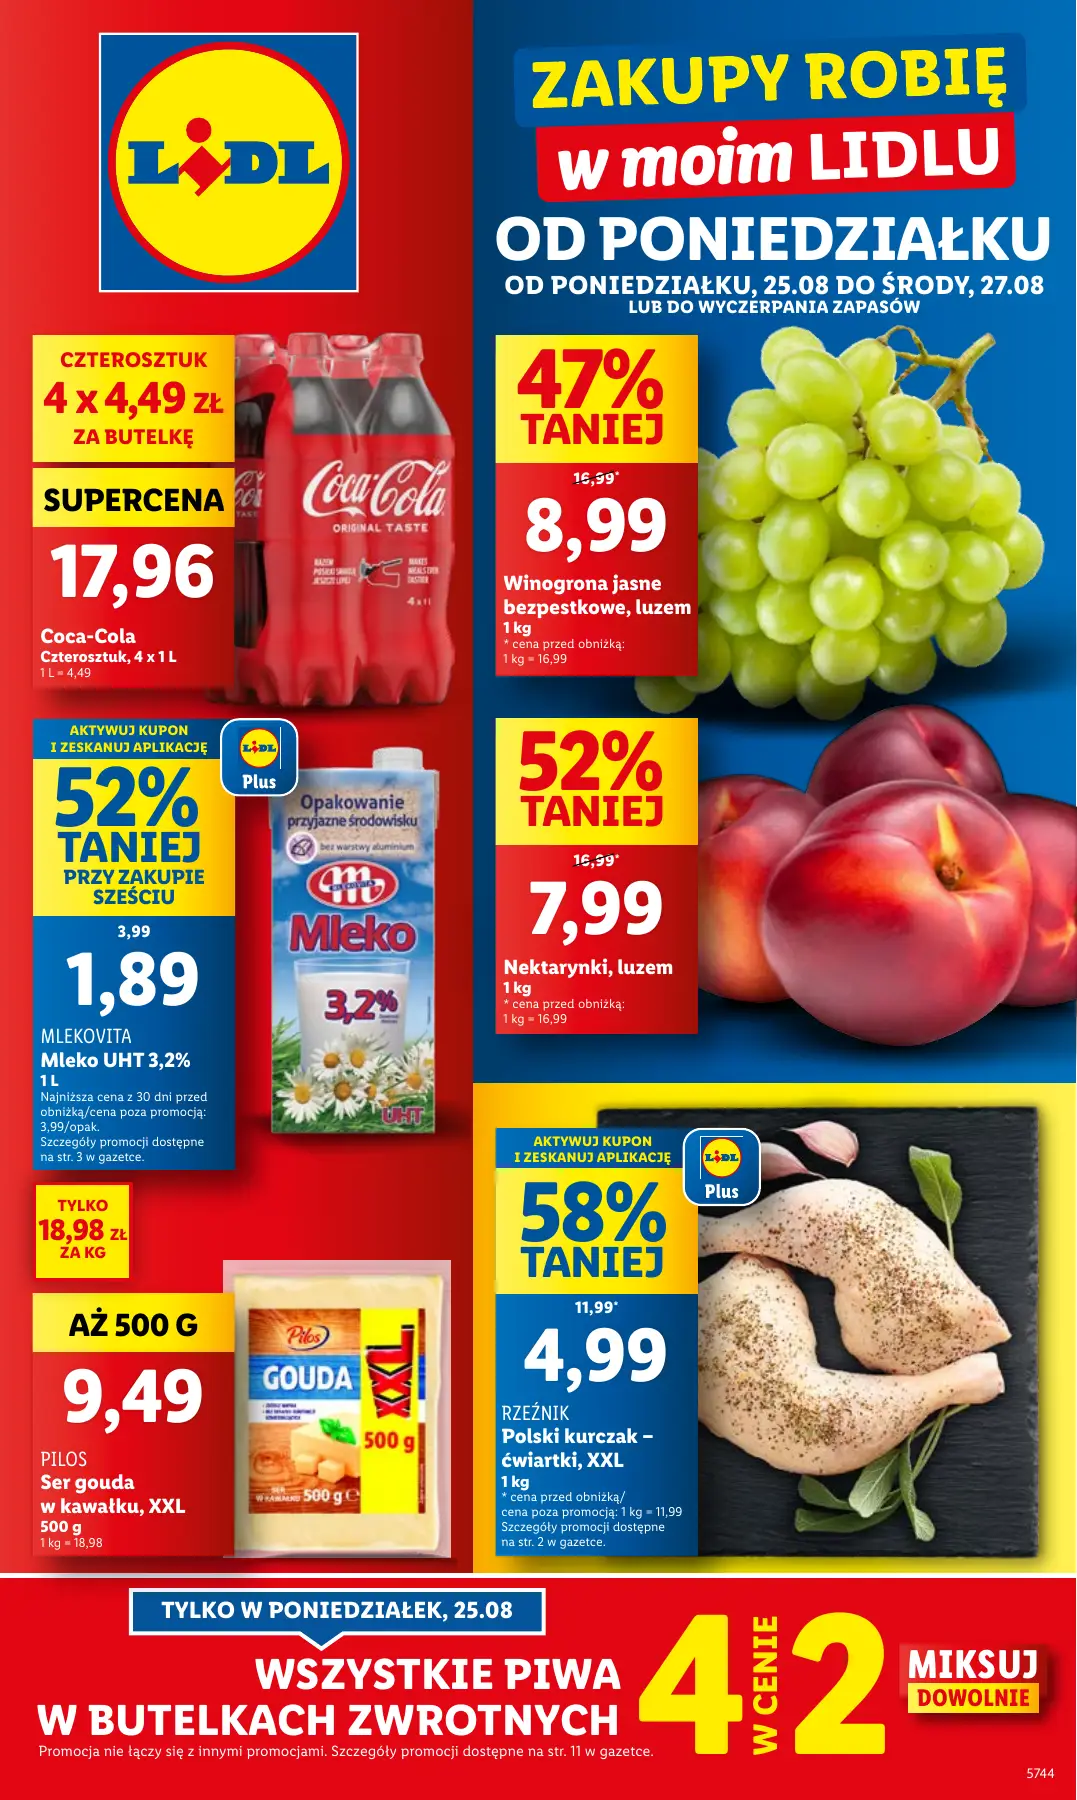 LIDL
ZAKUPY ROBIĘ
w moim LIDLU
OD PONIEDZIAŁKU
OD PONIEDZIAŁKU, 25.08 DO ŚRODY, 27.08
LUB DO WYCZERPANIA ZAPASÓW
CZTEROSZTUK
4 x 4,49 ZŁ
ZA BUTELKĘ
SUPERCENA
17,96
Coca-Cola
Czterosztuk, 4 x 1 L
1 L = 4,49
Coca-Cola
ORIGINAL TASTE
4x1l
47%
TANIEJ
16,99*
8,99
Winogrona jasne
bezpestkowe, luzem
1 kg
* cena przed obniżką:
1 kg = 16,99
AKTYWUJ KUPON
I ZESKANUJ APLIKACJĘ
LIDL
Plus
52%
TANIEJ
PRZY ZAKUPIE
SZEŚCIU
3,99
1,89
MLEKOVITA
Mleko UHT 3,2%
1 L
Najniższa cena z 30 dni przed
obniżką/cena poza promocją:
3,99/opak.
Szczegóły promocji dostępne
na str. 3 w gazetce.
Opakowanie
przyjazne środowisku
bez warstwy aluminium
MLEKOVITA
Mleko
3,2%
UHT
52%
TANIEJ
16,99*
7,99
Nektarynki, luzem
1 kg
* cena przed obniżką:
1 kg = 16,99
TYLKO
18,98 ZŁ
ZA KG
AŻ 500 G
9,49
PILOS
Ser gouda
w kawałku, XXL
500 g
1 kg = 18,98
Pilos
GOUDA
XXL
500 g
SER
W KAWAŁKU
500 g e
AKTYWUJ KUPON
I ZESKANUJ APLIKACJĘ
LIDL
Plus
58%
TANIEJ
11,99*
4,99
RZEŹNIK
Polski kurczak –
ćwiartki, XXL
1 kg
* cena przed obniżką/
cena poza promocją: 1 kg = 11,99
Szczegóły promocji dostępne
na str. 2 w gazetce.
TYLKO W PONIEDZIAŁEK, 25.08
WSZYSTKIE PIWA
W BUTELKACH ZWROTNYCH
4 W CENIE 2
MIKSUJ
DOWOLNIE
Promocja nie łączy się z innymi promocjami. Szczegóły promocji dostępne na str. 11 w gazetce.
5744